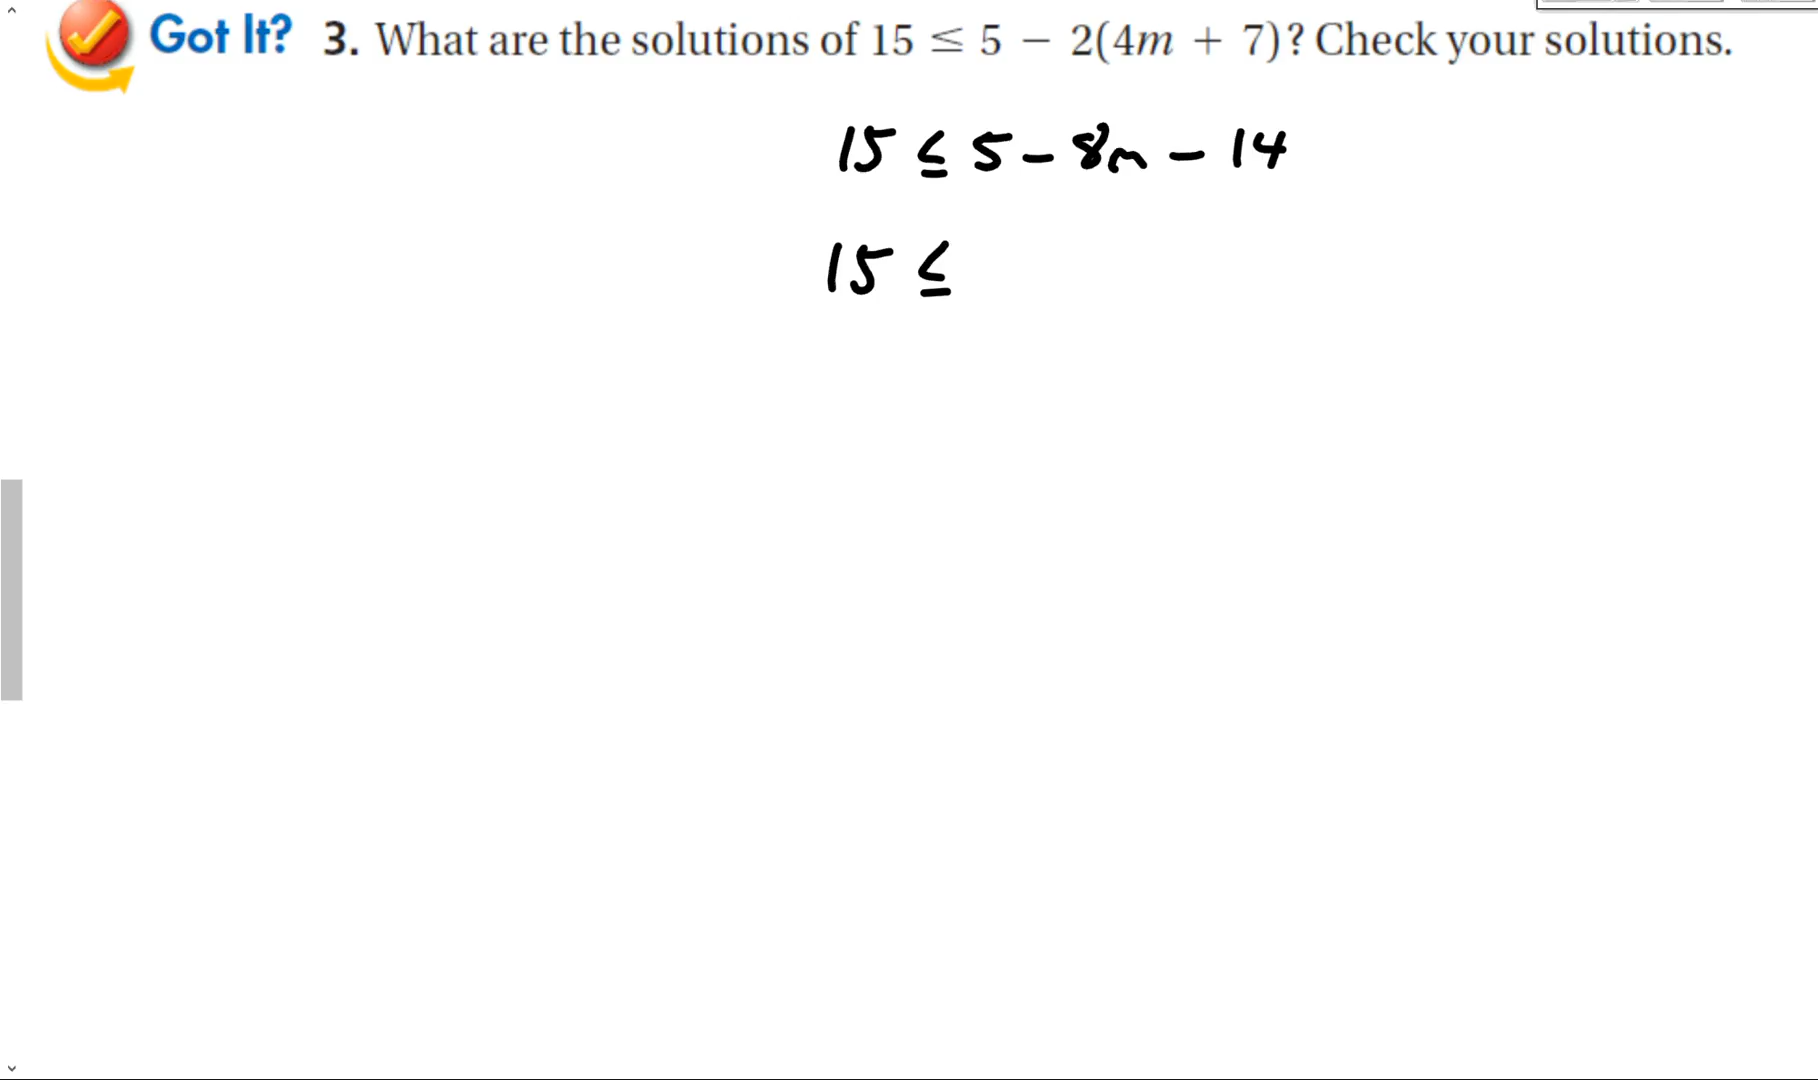 Got It? 3. What are the solutions of 15 ≤ 5 − 2(4m + 7)? Check your solutions.
15 ≤ 5 − 8m − 14
15 ≤